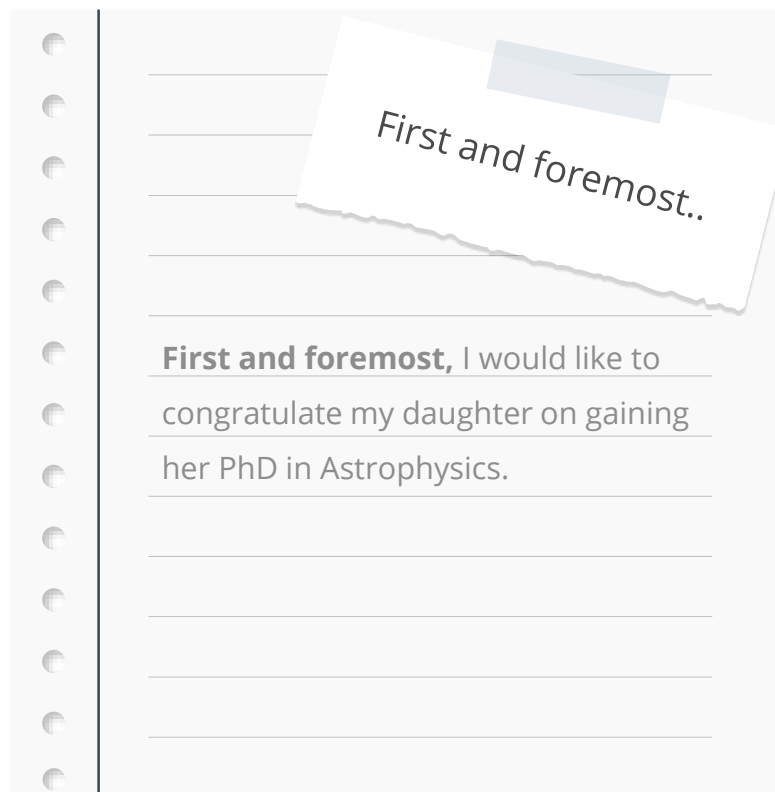 First and foremost..
First and foremost, I would like to
congratulate my daughter on gaining
her PhD in Astrophysics.